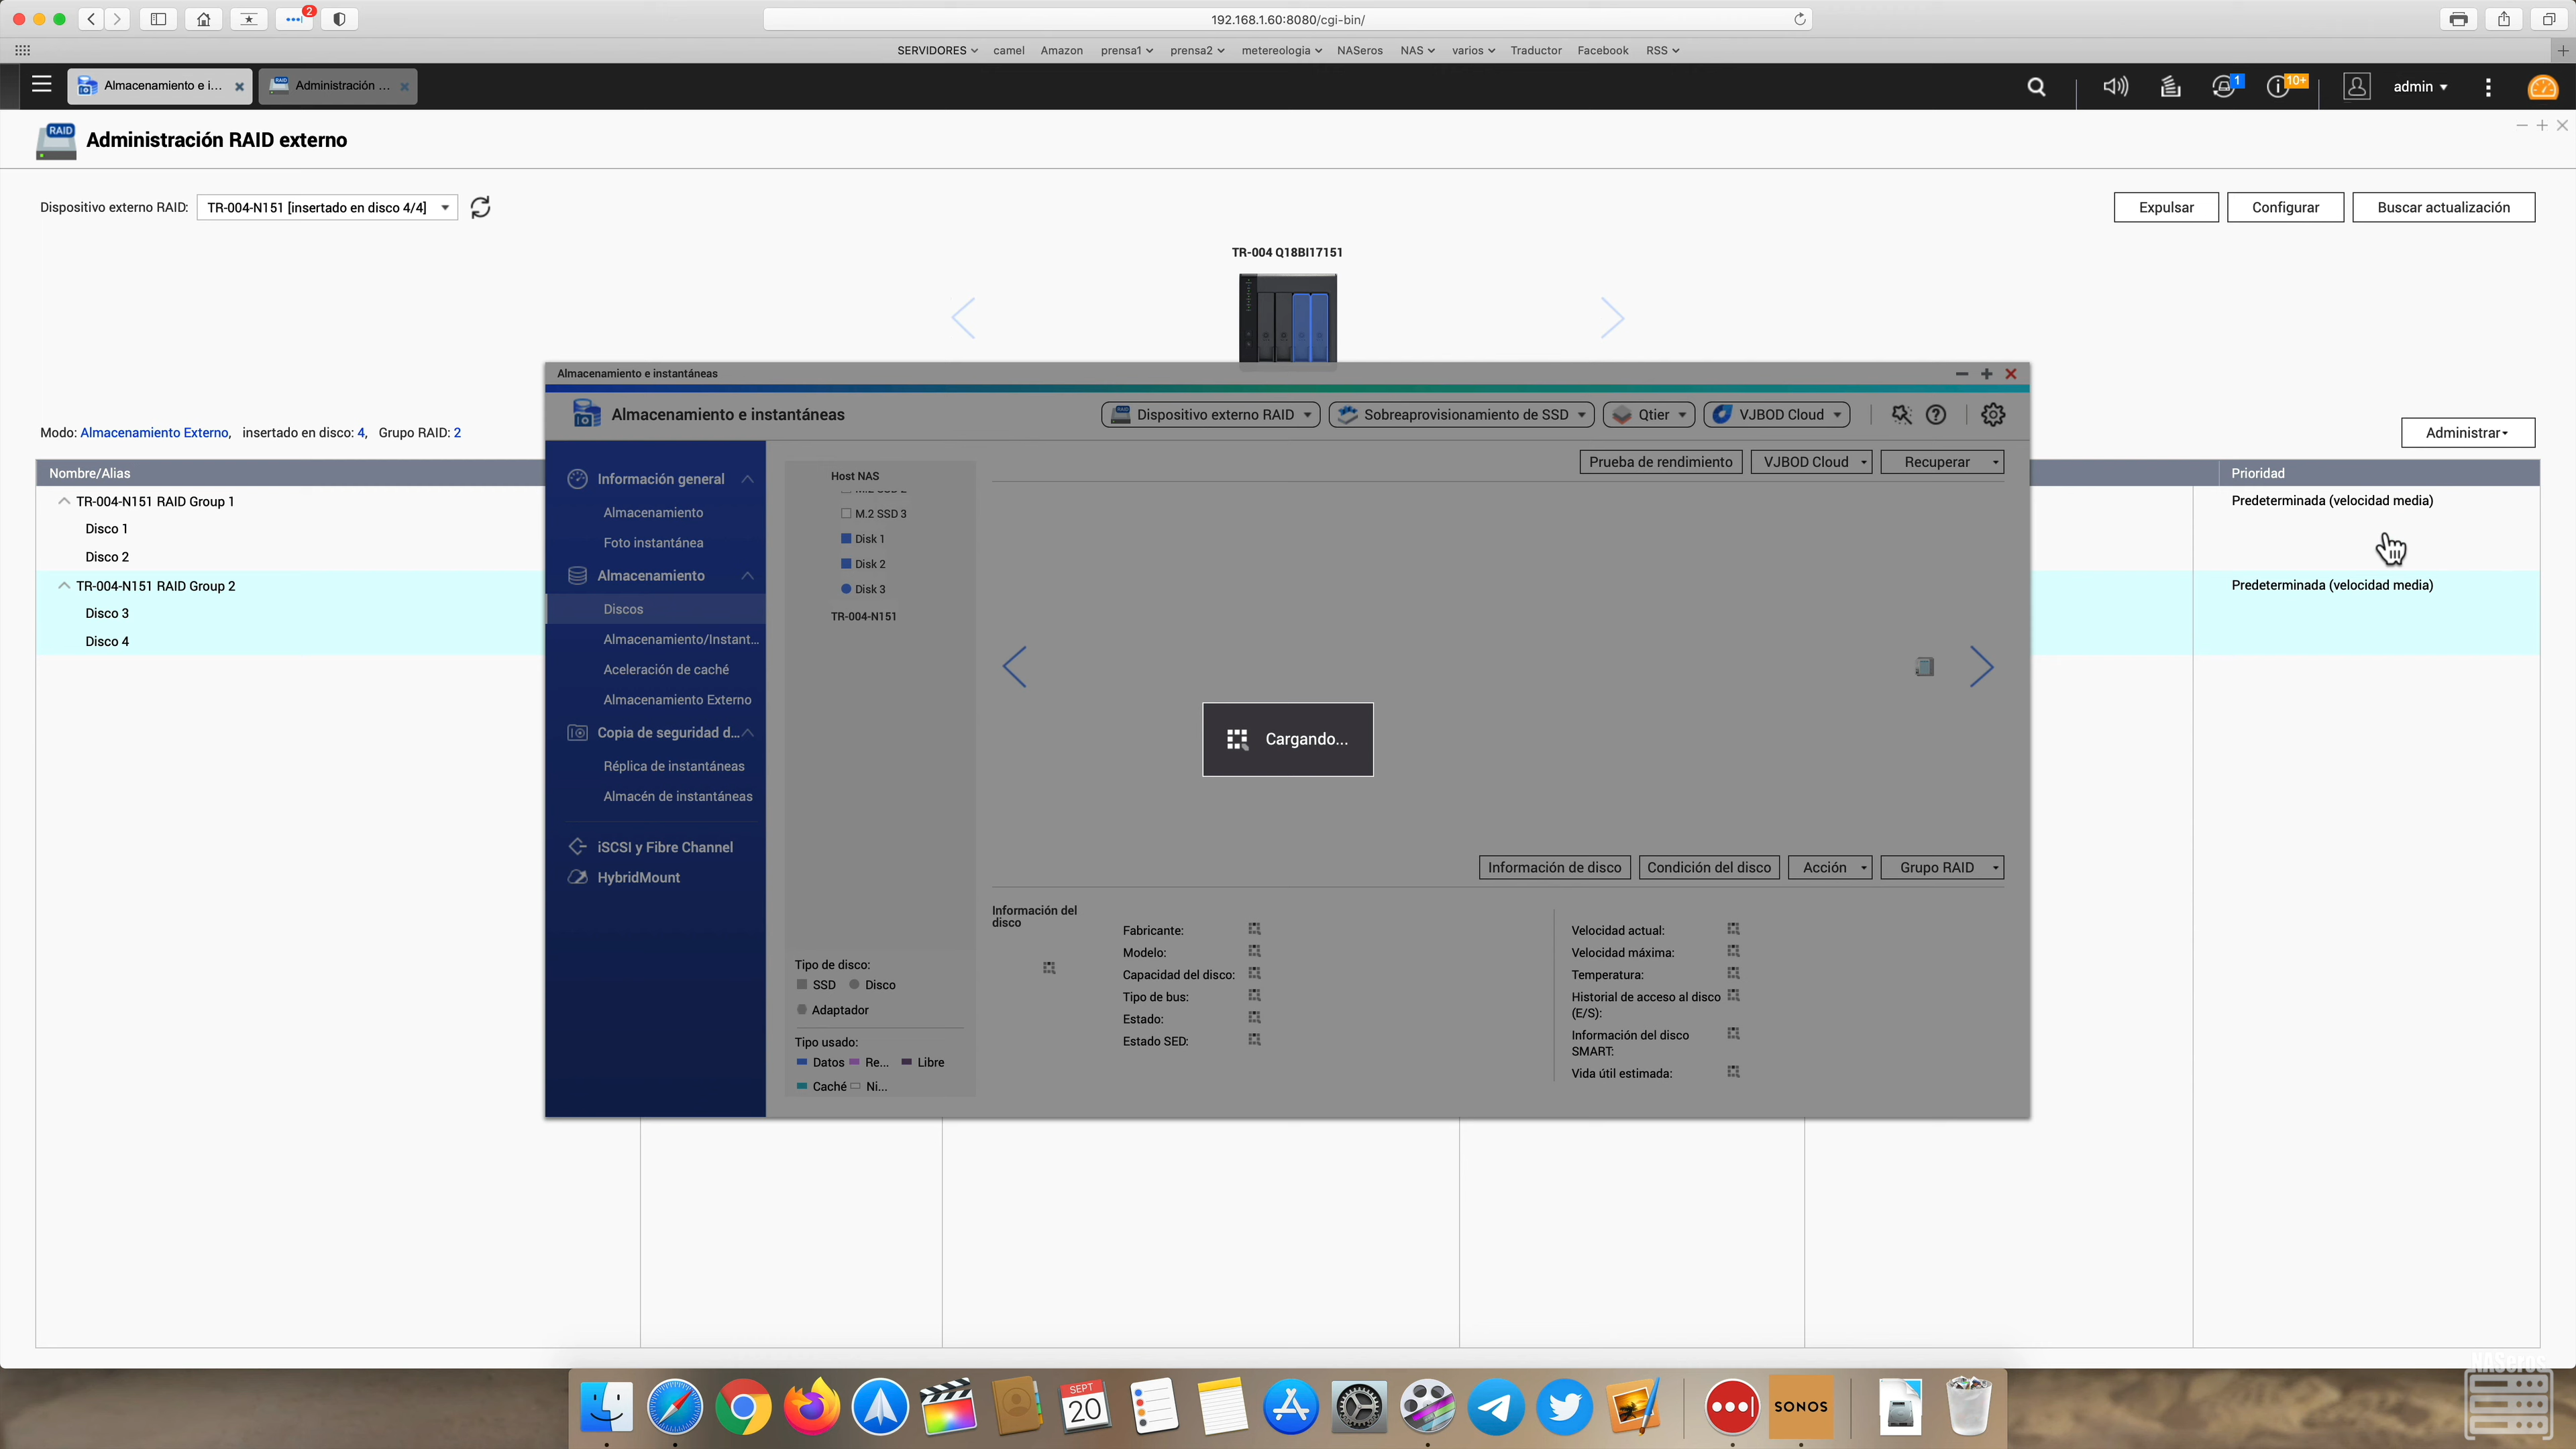 2
192.168.1.60:8080/cgi-bin/
SERVIDORES camel Amazon prensa1 prensa2 metereologia NASeros NAS varios Traductor Facebook RSS
Almacenamiento e i... Administración ... 1 10+ admin
RAID Administración RAID externo
Dispositivo externo RAID: TR-004-N151 [insertado en disco 4/4] Expulsar Configurar Buscar actualización
TR-004 Q18BI17151
Almacenamiento e instantáneas
Almacenamiento e instantáneas Dispositivo externo RAID Sobreaprovisionamiento de SSD Qtier VJBOD Cloud
Modo: Almacenamiento Externo, insertado en disco: 4, Grupo RAID: 2 Administrar
Nombre/Alias Prioridad
TR-004-N151 RAID Group 1 Predeterminada (velocidad media)
Disco 1
Disco 2
TR-004-N151 RAID Group 2 Predeterminada (velocidad media)
Disco 3
Disco 4
Información general
Almacenamiento
Foto instantánea
Almacenamiento
Discos
Almacenamiento/Instant...
Aceleración de caché
Almacenamiento Externo
Copia de seguridad d...
Réplica de instantáneas
Almacén de instantáneas
iSCSI y Fibre Channel
HybridMount
Host NAS
M.2 SSD 2
M.2 SSD 3
Disk 1
Disk 2
Disk 3
TR-004-N151
Tipo de disco:
SSD Disco
Adaptador
Tipo usado:
Datos Re... Libre
Caché Ni...
Prueba de rendimiento VJBOD Cloud Recuperar
Cargando...
Información de disco Condición del disco Acción Grupo RAID
Información del
disco
Fabricante:
Modelo:
Capacidad del disco:
Tipo de bus:
Estado:
Estado SED:
Velocidad actual:
Velocidad máxima:
Temperatura:
Historial de acceso al disco
(E/S):
Información del disco
SMART:
Vida útil estimada:
SEPT
20
SONOS
NASeros